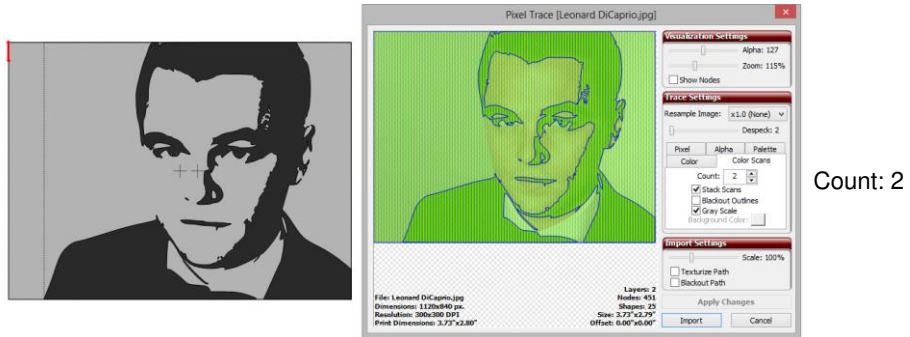 Pixel Trace [Leonard DiCaprio.jpg]
Visualization Settings
Alpha: 127
Zoom: 115%
Show Nodes
Trace Settings
Resample Image: x1.0 (None)
Despeck: 2
Pixel Alpha Palette
Color Color Scans
Count: 2
Stack Scans
Blackout Outlines
Gray Scale
Background Color:
Import Settings
Scale: 100%
Texturize Path
Blackout Path
Apply Changes
Import Cancel
Layers: 2
File: Leonard DiCaprio.jpg Nodes: 451
Dimensions: 1120x840 px. Shapes: 25
Resolution: 300x300 DPI Size: 3.73"x2.79"
Print Dimensions: 3.73"x2.80" Offset: 0.00"x0.00"
Count: 2